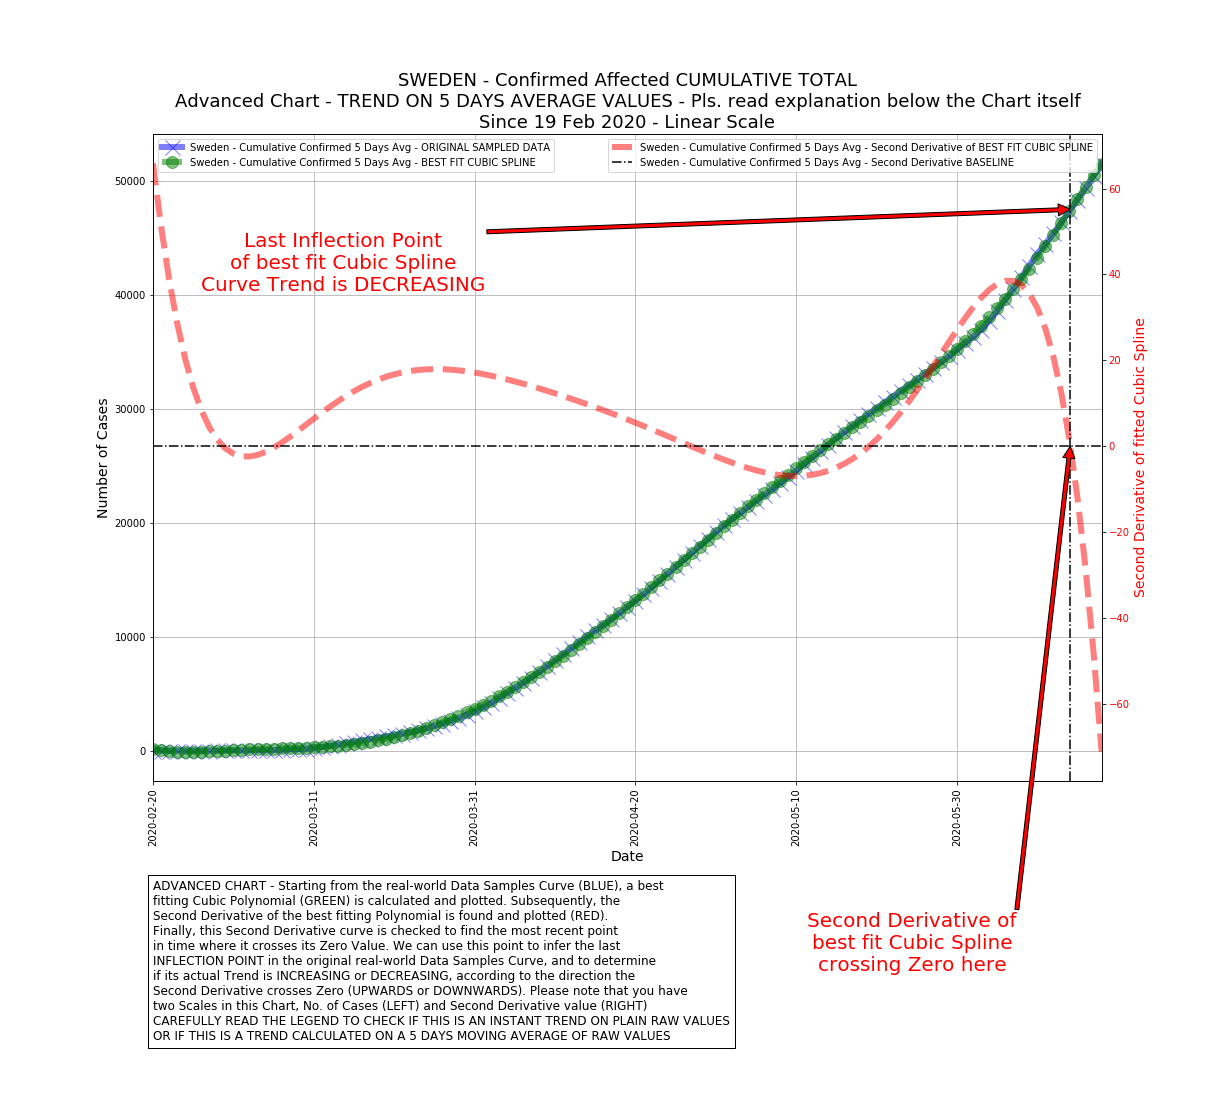 SWEDEN - Confirmed Affected CUMULATIVE TOTAL
Advanced Chart - TREND ON 5 DAYS AVERAGE VALUES - Pls. read explanation below the Chart itself
Since 19 Feb 2020 - Linear Scale
Sweden - Cumulative Confirmed 5 Days Avg - ORIGINAL SAMPLED DATA
Sweden - Cumulative Confirmed 5 Days Avg - BEST FIT CUBIC SPLINE
Sweden - Cumulative Confirmed 5 Days Avg - Second Derivative of BEST FIT CUBIC SPLINE
Sweden - Cumulative Confirmed 5 Days Avg - Second Derivative BASELINE
Last Inflection Point
of best fit Cubic Spline
Curve Trend is DECREASING
Number of Cases
50000
40000
30000
20000
10000
0
60
40
20
0
−20
−40
−60
Second Derivative of fitted Cubic Spline
2020-02-20
2020-03-11
2020-03-31
2020-04-20
2020-05-10
2020-05-30
Date
ADVANCED CHART - Starting from the real-world Data Samples Curve (BLUE), a best
fitting Cubic Polynomial (GREEN) is calculated and plotted. Subsequently, the
Second Derivative of the best fitting Polynomial is found and plotted (RED).
Finally, this Second Derivative curve is checked to find the most recent point
in time where it crosses its Zero Value. We can use this point to infer the last
INFLECTION POINT in the original real-world Data Samples Curve, and to determine
if its actual Trend is INCREASING or DECREASING, according to the direction the
Second Derivative crosses Zero (UPWARDS or DOWNWARDS). Please note that you have
two Scales in this Chart, No. of Cases (LEFT) and Second Derivative value (RIGHT)
CAREFULLY READ THE LEGEND TO CHECK IF THIS IS AN INSTANT TREND ON PLAIN RAW VALUES
OR IF THIS IS A TREND CALCULATED ON A 5 DAYS MOVING AVERAGE OF RAW VALUES
Second Derivative of
best fit Cubic Spline
crossing Zero here